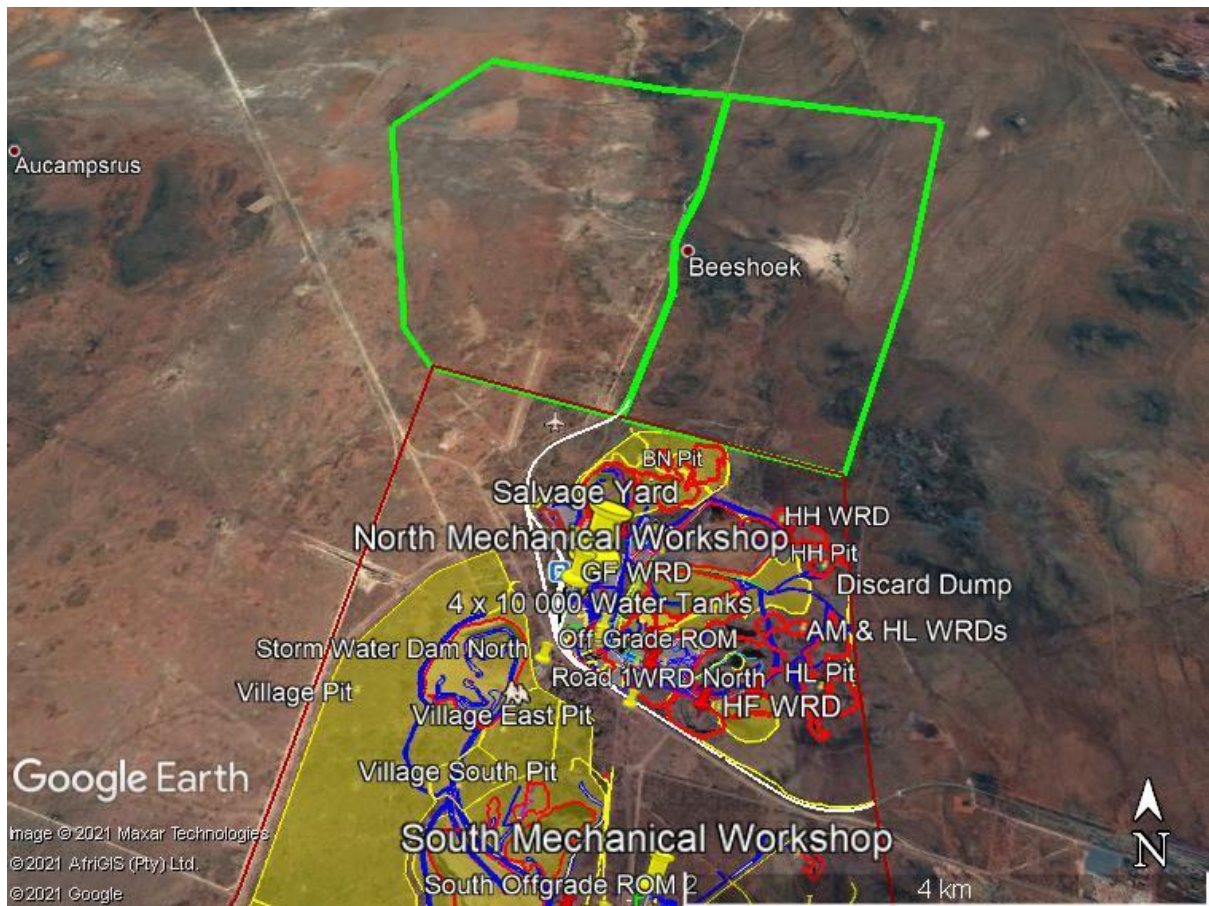 Aucampsrus
Beeshoek
BN Pit
Salvage Yard
HH WRD
North Mechanical Workshop
HH Pit
GF WRD
Discard Dump
4 x 10 000 Water Tanks
AM & HL WRDs
Off-Grade ROM
Storm Water Dam North
Road 1WRD North
HL Pit
Village Pit
HF WRD
Village East Pit
Village South Pit
Google Earth
Image © 2021 Maxar Technologies
South Mechanical Workshop
© 2021 AfriGIS (Pty) Ltd.
N
South Offgrade ROM
2
4 km
© 2021 Google